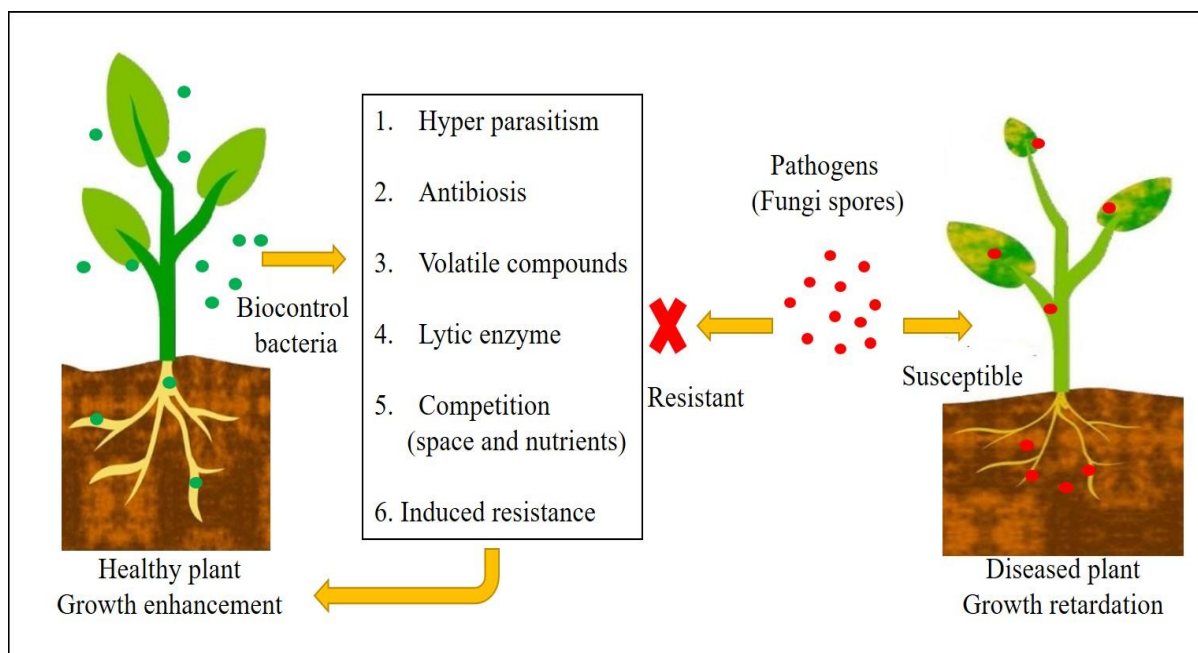 1. Hyper parasitism
2. Antibiosis
3. Volatile compounds
4. Lytic enzyme
5. Competition
(space and nutrients)
6. Induced resistance
Biocontrol
bacteria
Pathogens
(Fungi spores)
Resistant
Susceptible
Healthy plant
Growth enhancement
Diseased plant
Growth retardation